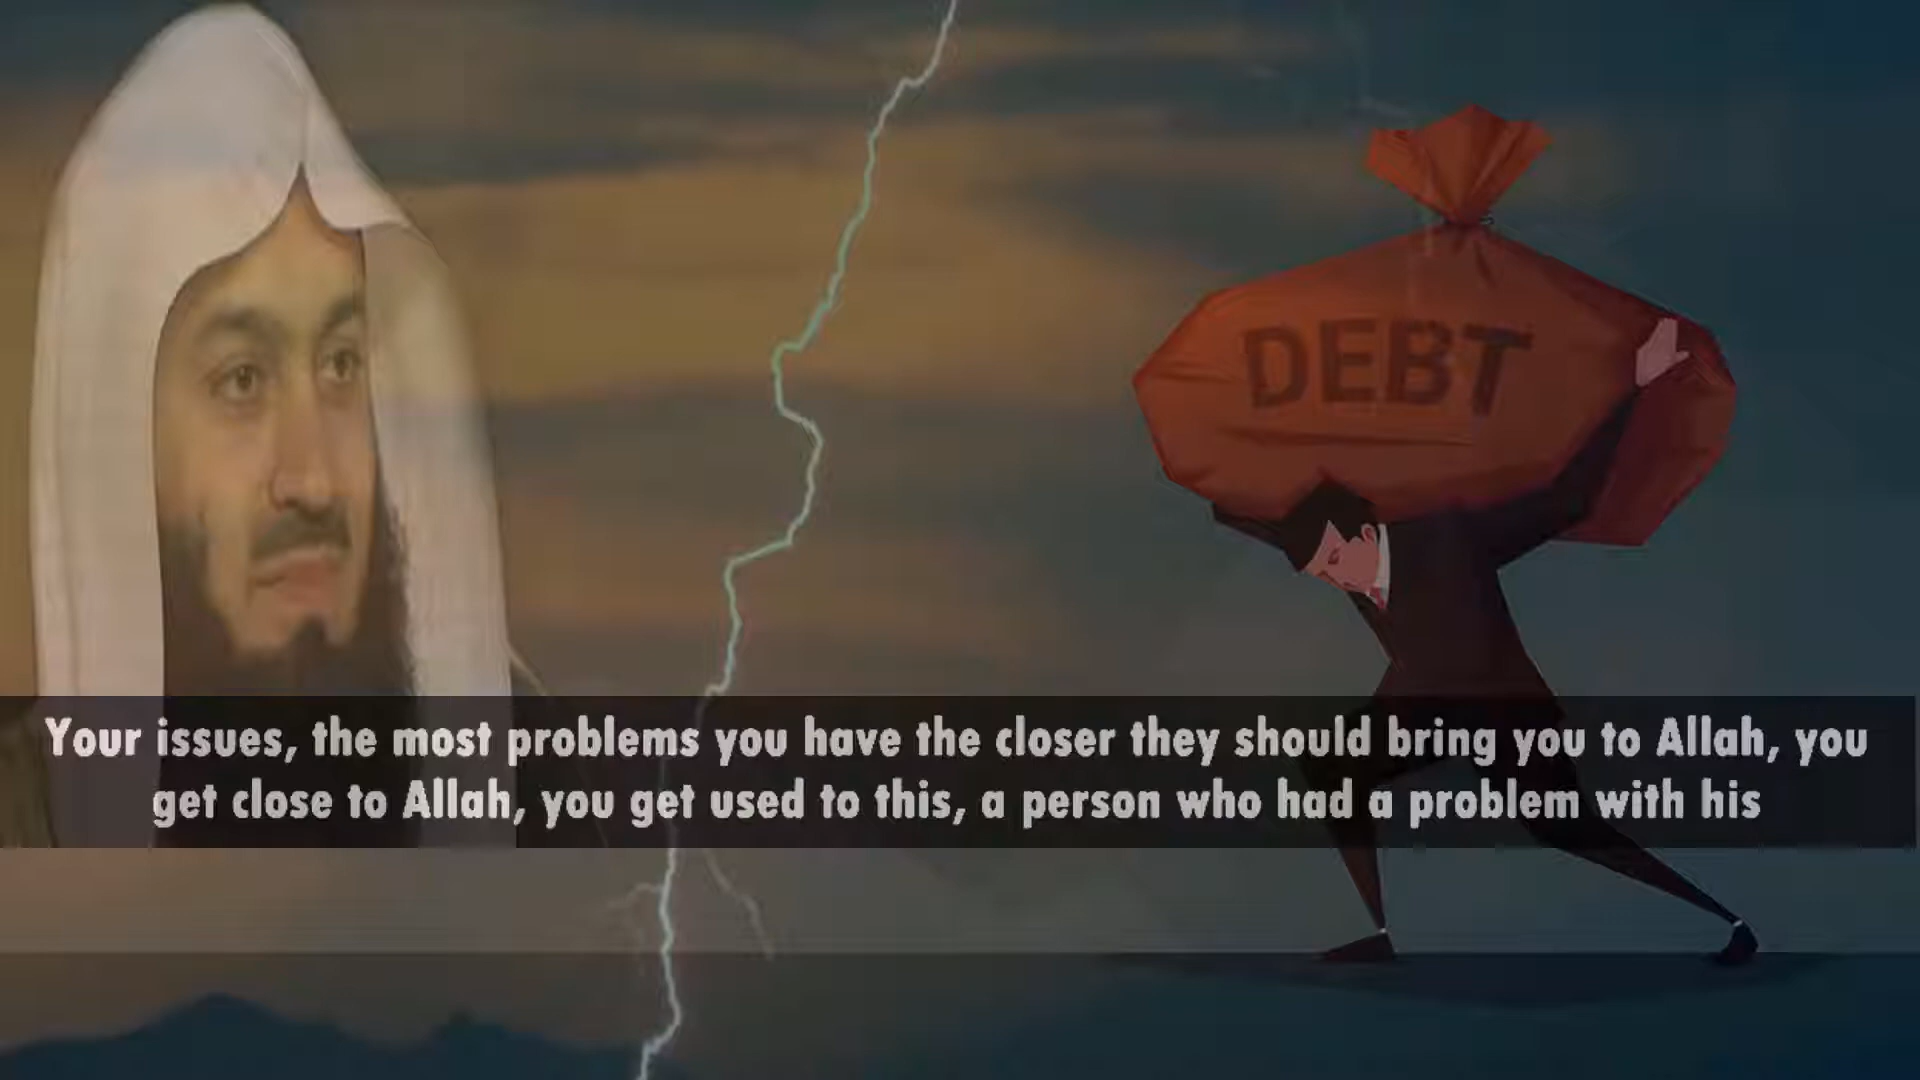 DEBT
Your issues, the most problems you have the closer they should bring you to Allah, you
get close to Allah, you get used to this, a person who had a problem with his